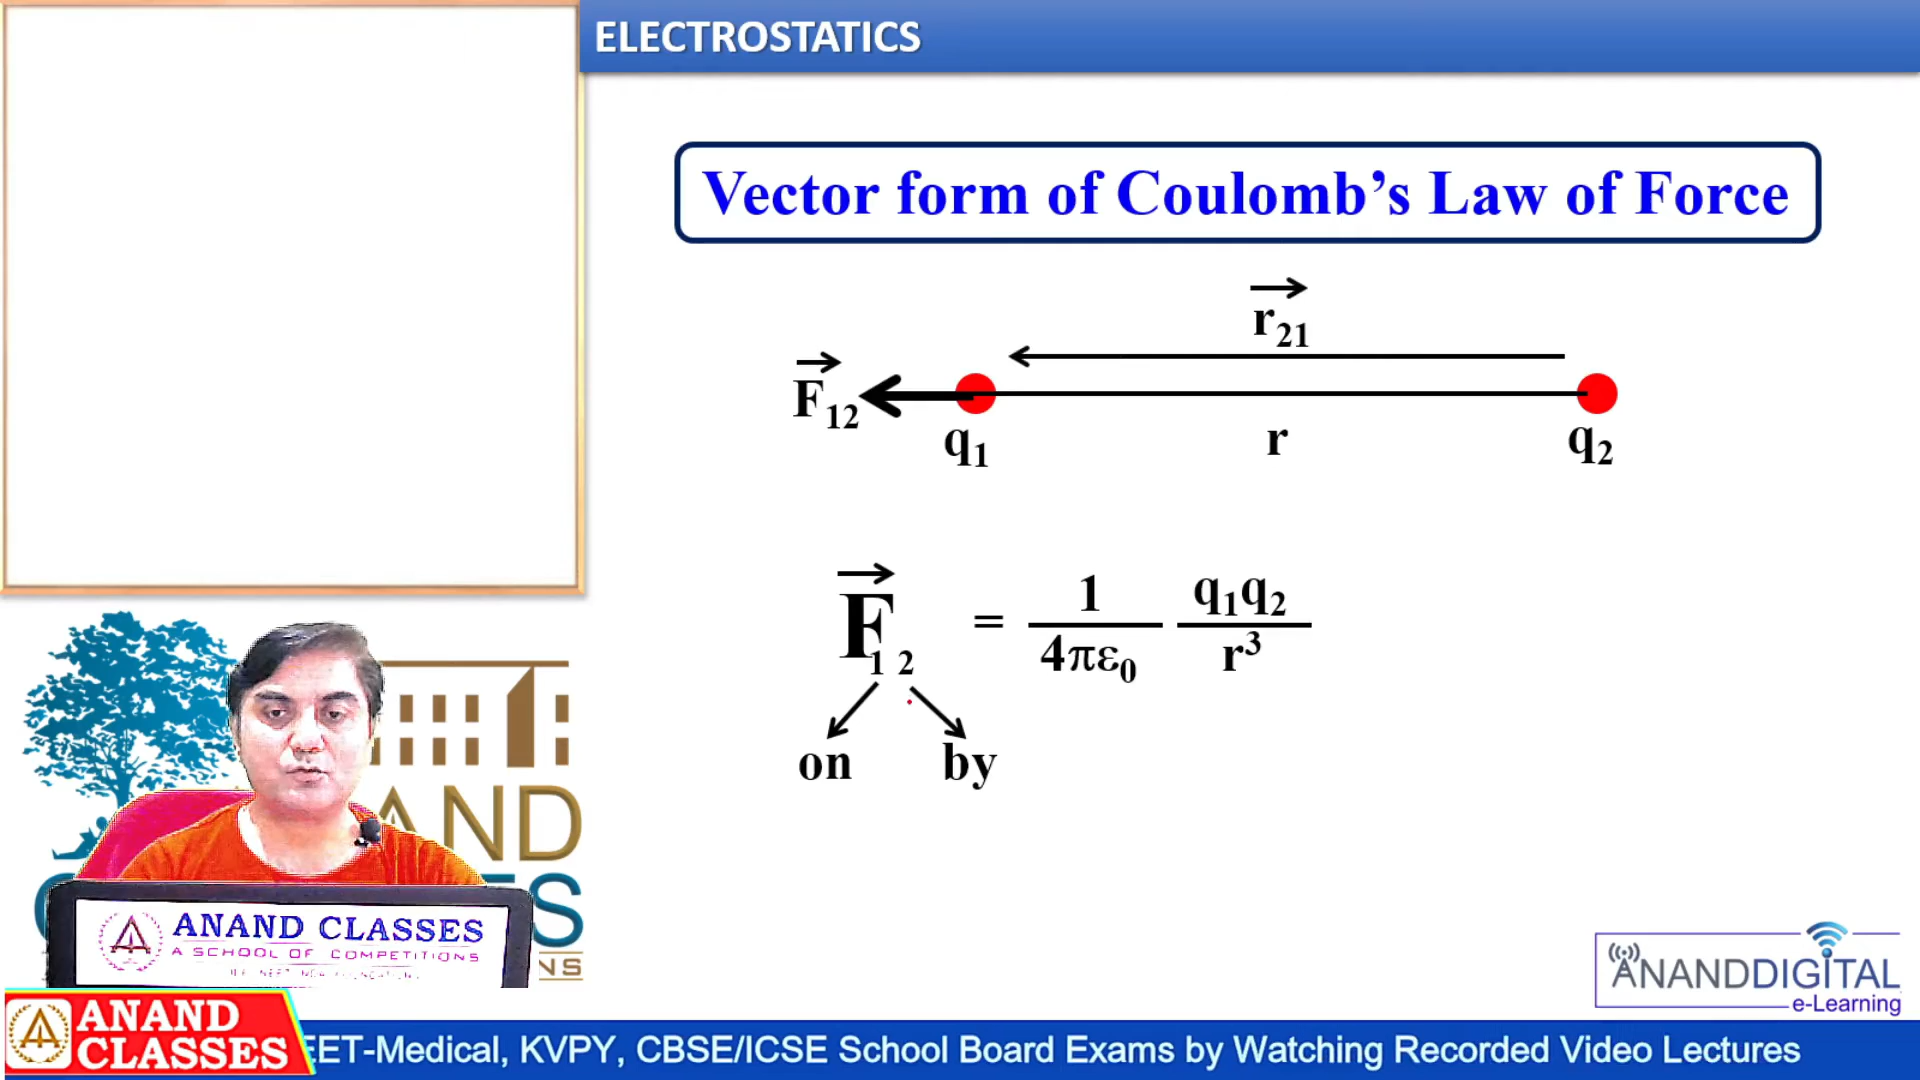 ELECTROSTATICS
Vector form of Coulomb’s Law of Force
r21
F12
q1
r
q2
F12 = 1/4πε0 q1q2/r3
on by
AND
S
NS
ANAND CLASSES
A SCHOOL OF COMPETITIONS
ANANDDIGITAL
e-Learning
ANAND
CLASSES
EET-Medical, KVPY, CBSE/ICSE School Board Exams by Watching Recorded Video Lectures